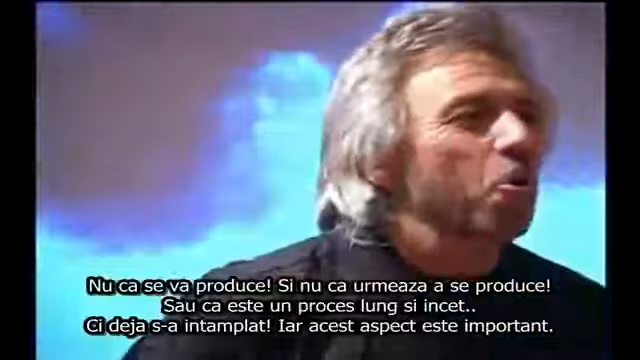 Nu ca se va produce! Si nu ca urmeaza a se produce!
Sau ca este un proces lung si incet..
Ci deja s-a intamplat! Iar acest aspect este important.